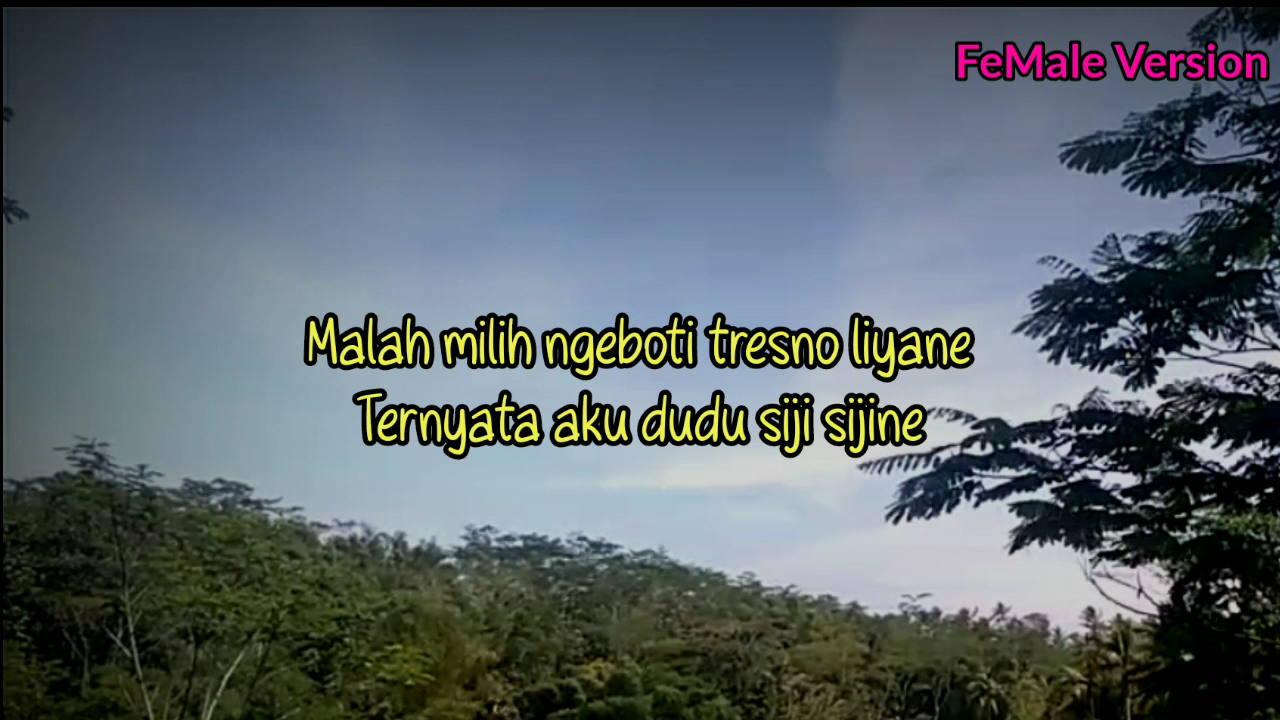 FeMale Version
Malah milih ngeboti tresno liyane
Ternyata aku dudu siji sijine